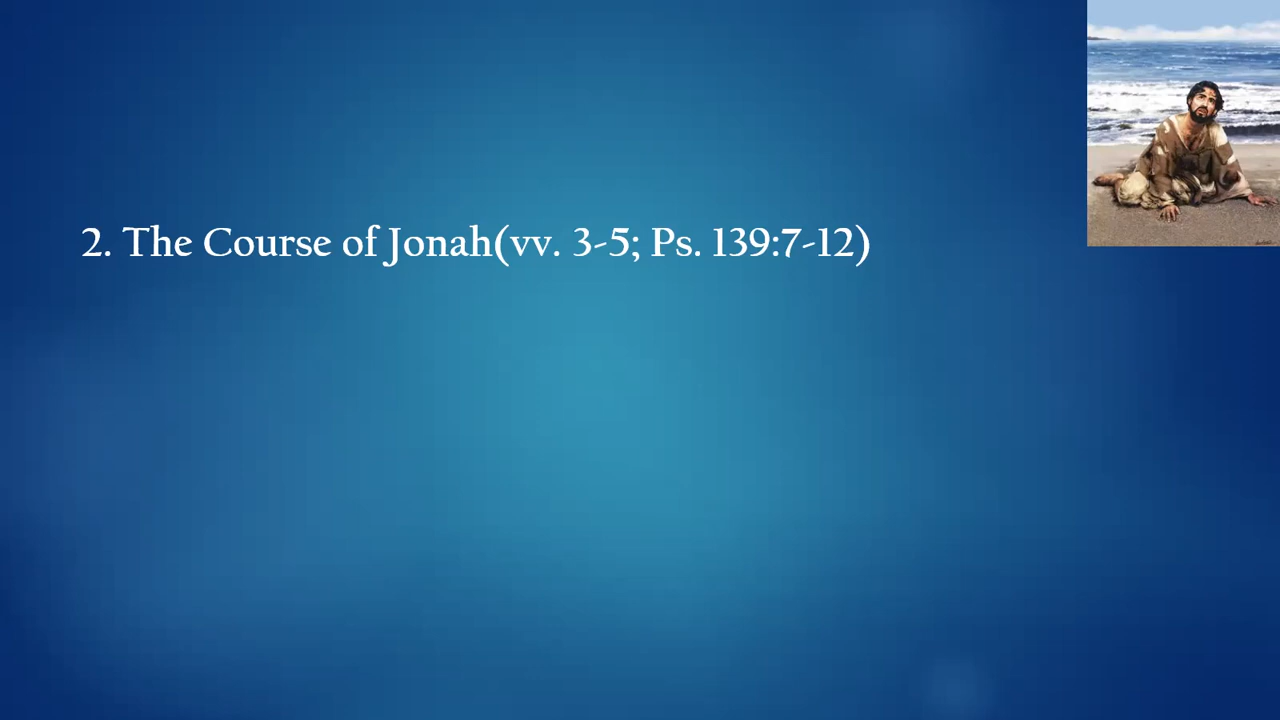 2. The Course of Jonah(vv. 3-5; Ps. 139:7-12)